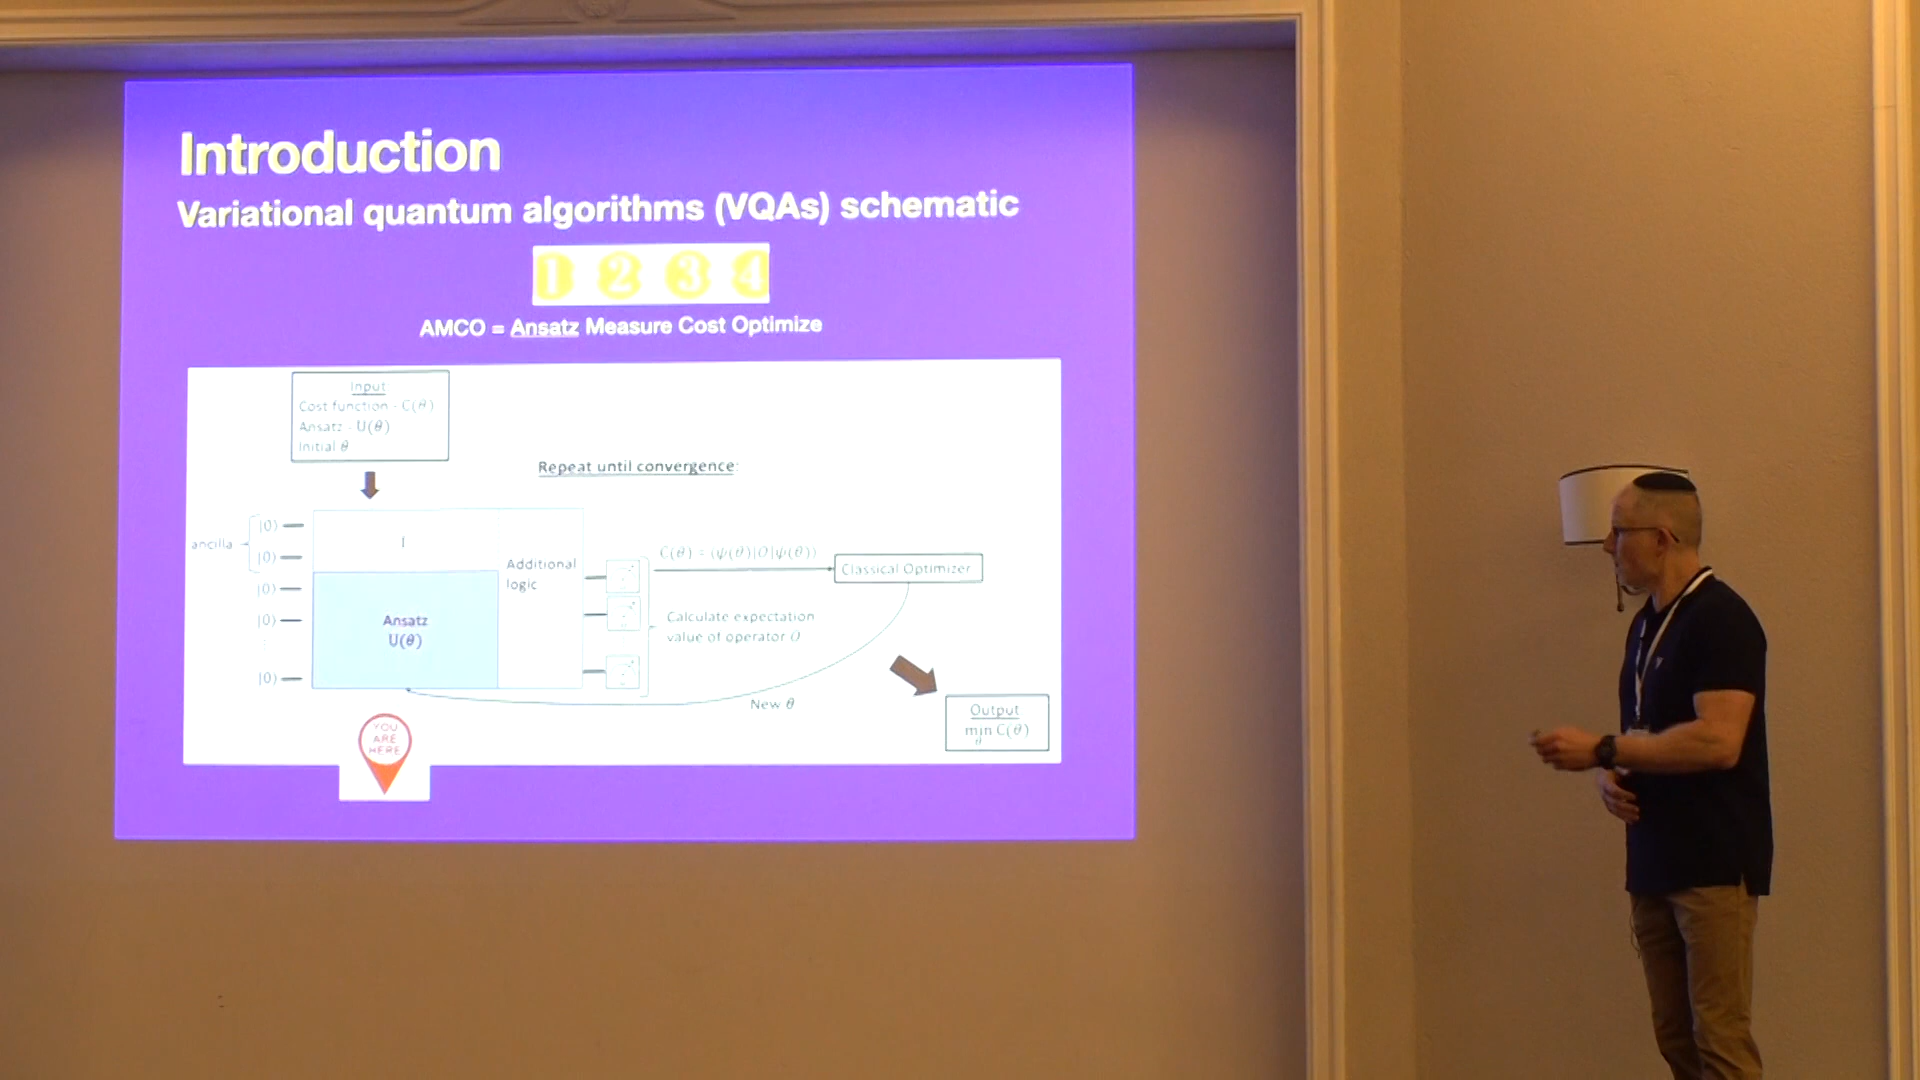 Introduction
Variational quantum algorithms (VQAs) schematic
1 2 3 4
AMCO = Ansatz Measure Cost Optimize
Input
Cost function - C(θ)
Ansatz - U(θ)
Initial θ
Repeat until convergence:
ancilla
|0⟩
|0⟩
|0⟩
|0⟩
⋮
|0⟩
I
Additional
logic
Ansatz
U(θ)
C(θ) = ⟨ψ(θ)|O|ψ(θ)⟩
Classical Optimizer
Calculate expectation
value of operator O
New θ
Output
min C(θ)
θ
YOU
ARE
HERE